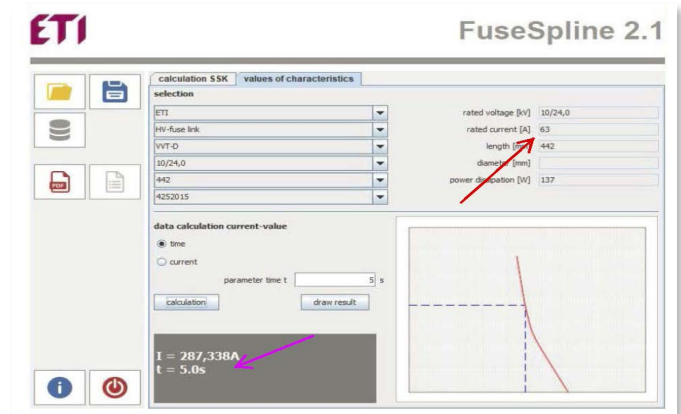 ETI
FuseSpline 2.1
calculation SSK
values of characteristics
selection
ETI
HV-fuse link
VVT-D
10/24,0
442
4252015
rated voltage [kV] 10/24,0
rated current [A] 63
length [mm] 442
diameter [mm]
power dissipation [W] 137
PDF
data calculation current-value
time
current
parameter time t 5 s
calculation
draw result
I = 287,338A
t = 5.0s
i